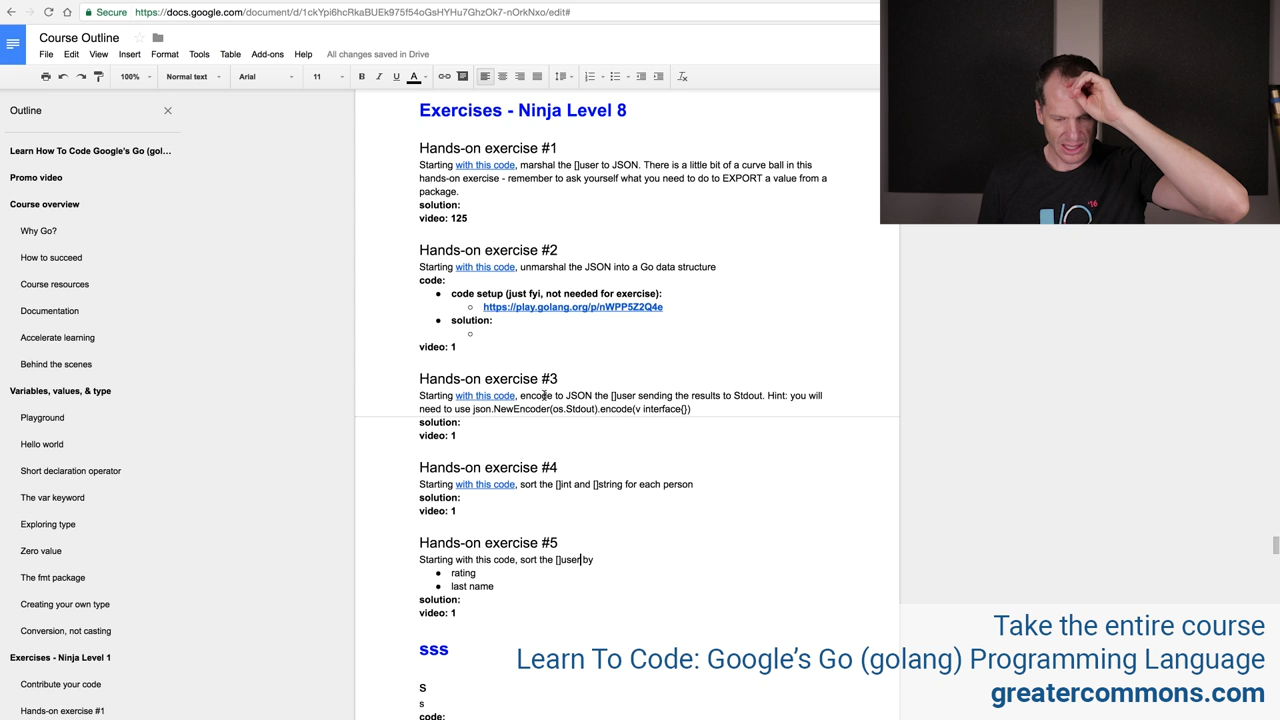 Secure https://docs.google.com/document/d/1ckYpi6hcRkaBUEk975f54oGsHYHu7GhzOk7-nOrkNxo/edit#
Course Outline
File Edit View Insert Format Tools Table Add-ons Help All changes saved in Drive
100% Normal text Arial 11 B I U A
Outline
Learn How To Code Google's Go (gol...
Promo video
Course overview
Why Go?
How to succeed
Course resources
Documentation
Accelerate learning
Behind the scenes
Variables, values, & type
Playground
Hello world
Short declaration operator
The var keyword
Exploring type
Zero value
The fmt package
Creating your own type
Conversion, not casting
Exercises - Ninja Level 1
Contribute your code
Hands-on exercise #1
Exercises - Ninja Level 8
Hands-on exercise #1
Starting with this code, marshal the []user to JSON. There is a little bit of a curve ball in this
hands-on exercise - remember to ask yourself what you need to do to EXPORT a value from a
package.
solution:
video: 125
Hands-on exercise #2
Starting with this code, unmarshal the JSON into a Go data structure
code:
● code setup (just fyi, not needed for exercise):
○ https://play.golang.org/p/nWPP5Z2Q4e
● solution:
○
video: 1
Hands-on exercise #3
Starting with this code, encode to JSON the []user sending the results to Stdout. Hint: you will
need to use json.NewEncoder(os.Stdout).encode(v interface{})
solution:
video: 1
Hands-on exercise #4
Starting with this code, sort the []int and []string for each person
solution:
video: 1
Hands-on exercise #5
Starting with this code, sort the []user by
● rating
● last name
solution:
video: 1
sss
S
s
code:
I/O '16
Take the entire course
Learn To Code: Google's Go (golang) Programming Language
greatercommons.com